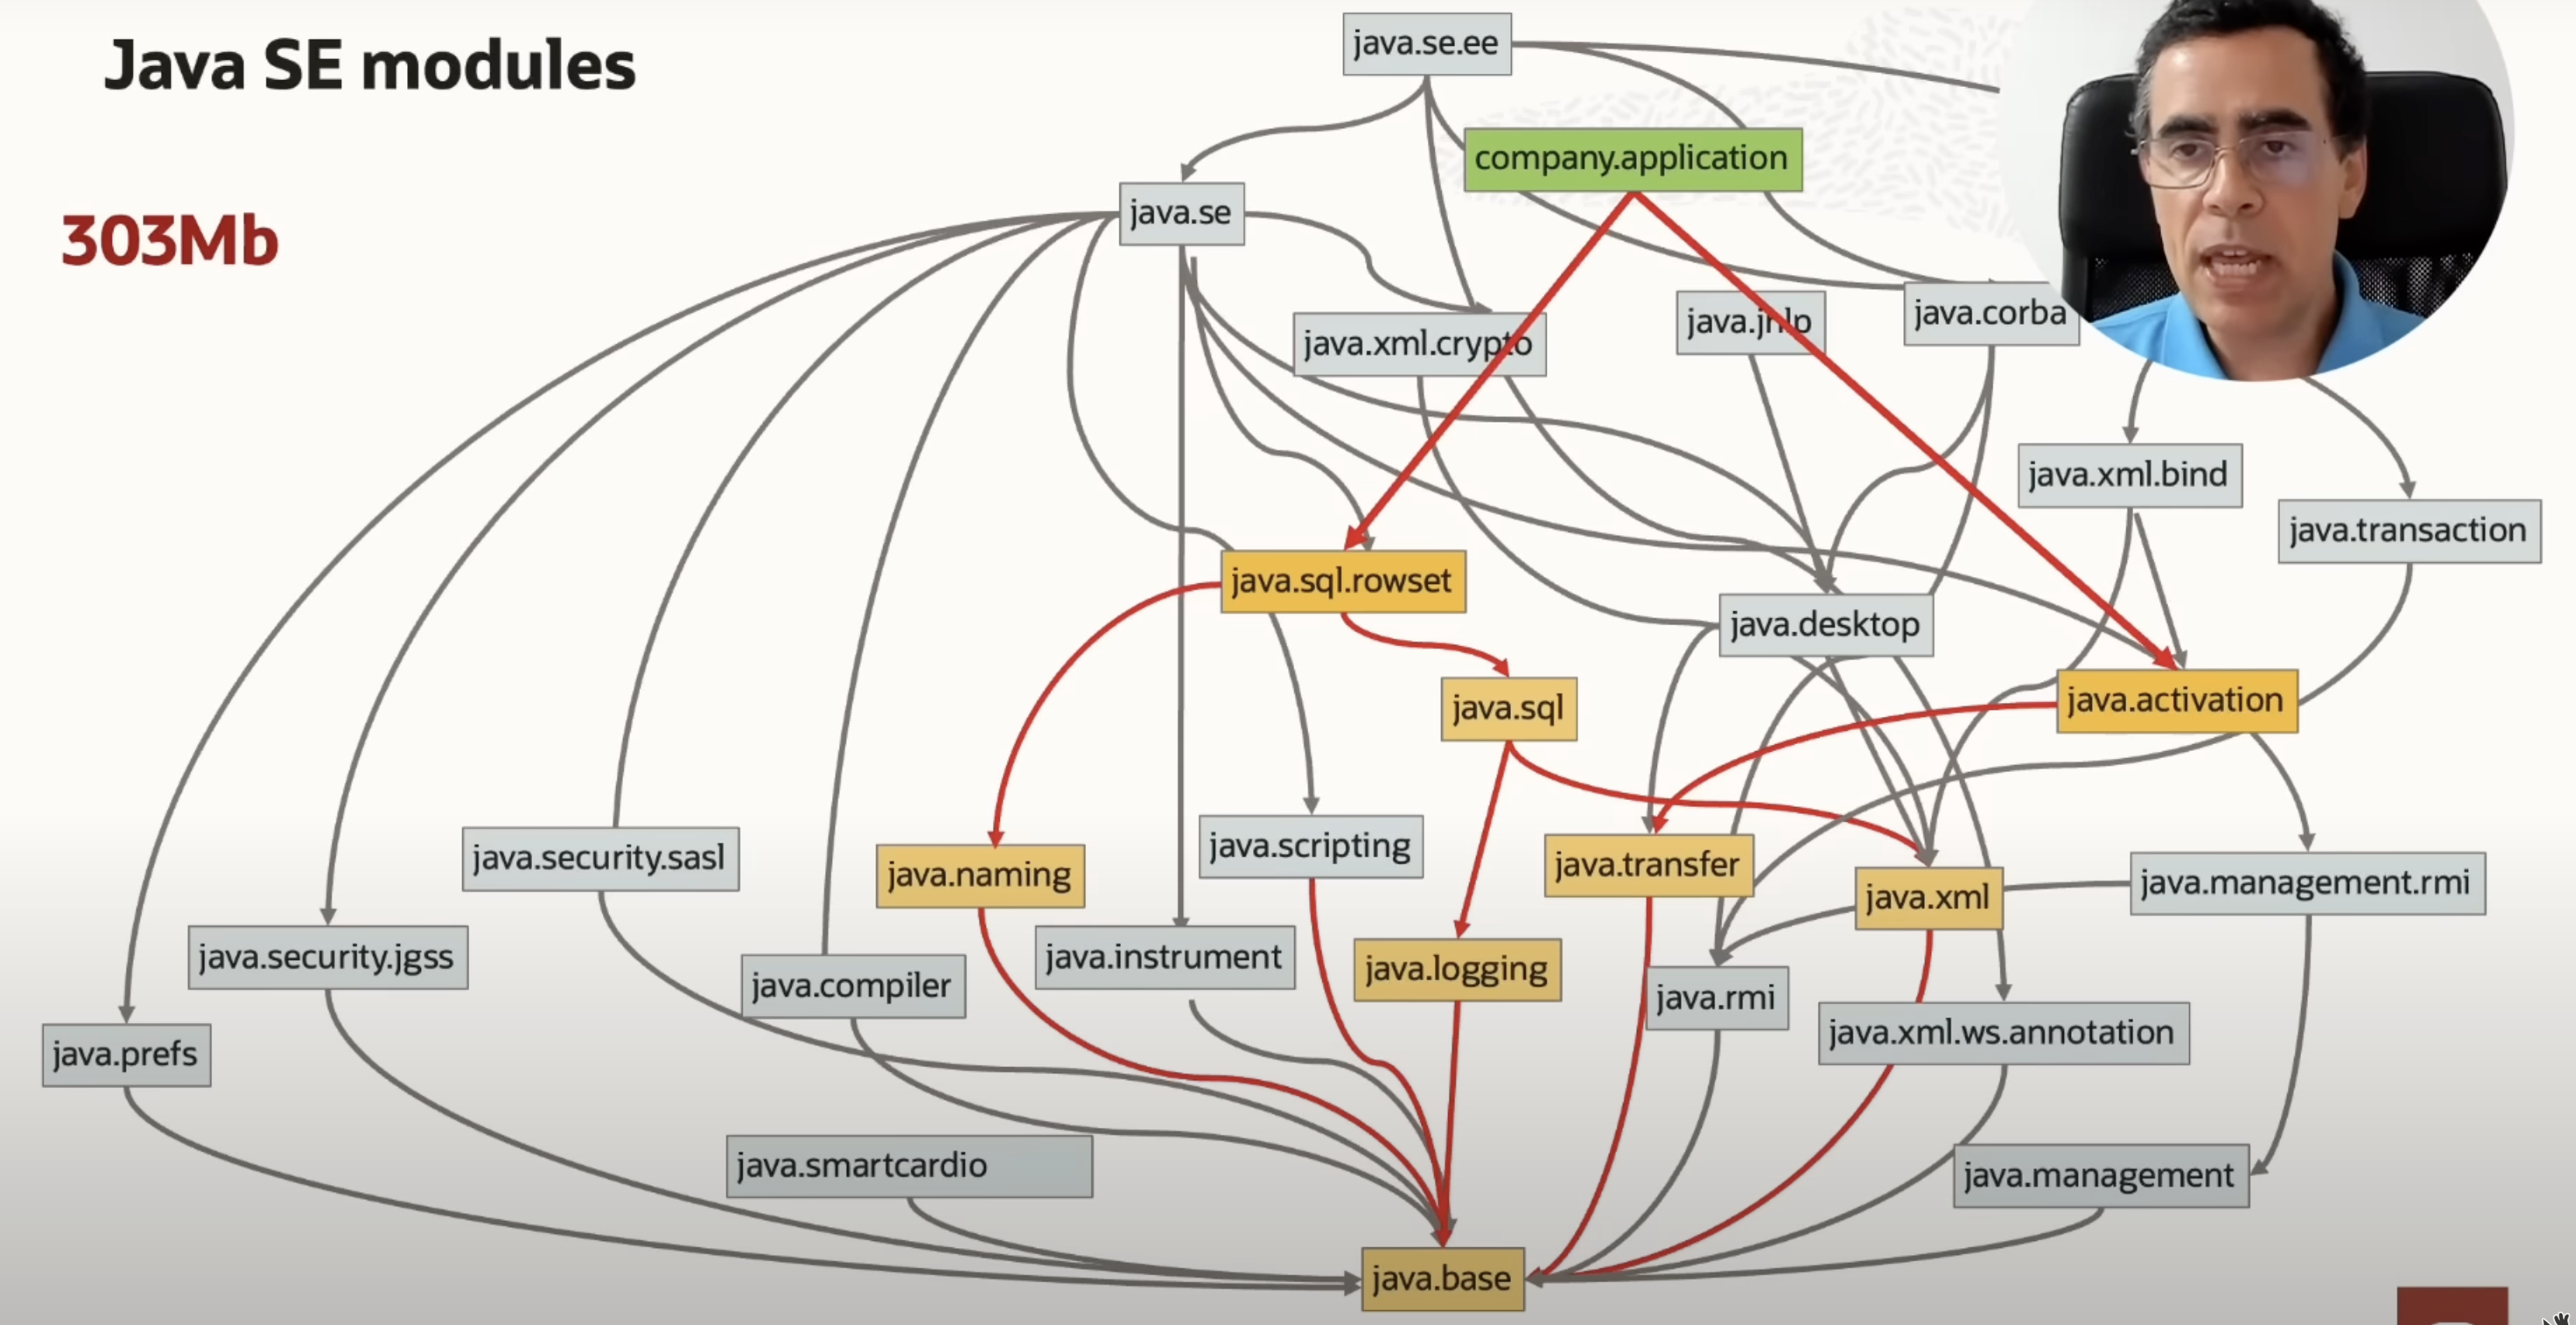 Java SE modules
303Mb
java.se.ee
company.application
java.se
java.xml.crypto
java.jnlp
java.corba
java.xml.bind
java.transaction
java.sql.rowset
java.desktop
java.sql
java.activation
java.security.sasl
java.naming
java.scripting
java.transfer
java.xml
java.management.rmi
java.security.jgss
java.compiler
java.instrument
java.logging
java.rmi
java.xml.ws.annotation
java.prefs
java.smartcardio
java.management
java.base